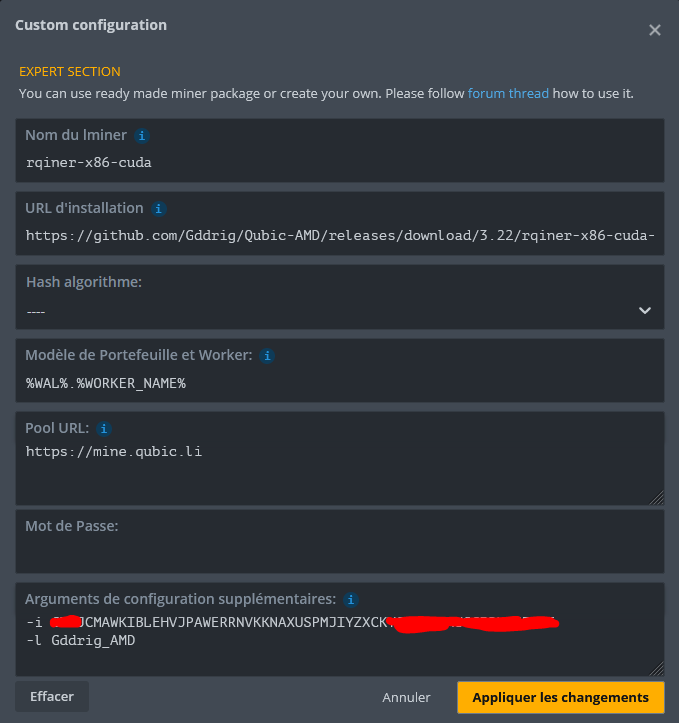 Custom configuration
EXPERT SECTION
You can use ready made miner package or create your own. Please follow forum thread how to use it.
Nom du lminer
rqiner-x86-cuda
URL d'installation
https://github.com/Gddrig/Qubic-AMD/releases/download/3.22/rqiner-x86-cuda-
Hash algorithme:
----
Modèle de Portefeuille et Worker:
%WAL%.%WORKER_NAME%
Pool URL:
https://mine.qubic.li
Mot de Passe:
Arguments de configuration supplémentaires:
-i JCMAWKIBLEHVJPAWERRNVKKNAXUSPMJIYZXCK
-l Gddrig_AMD
Effacer
Annuler
Appliquer les changements